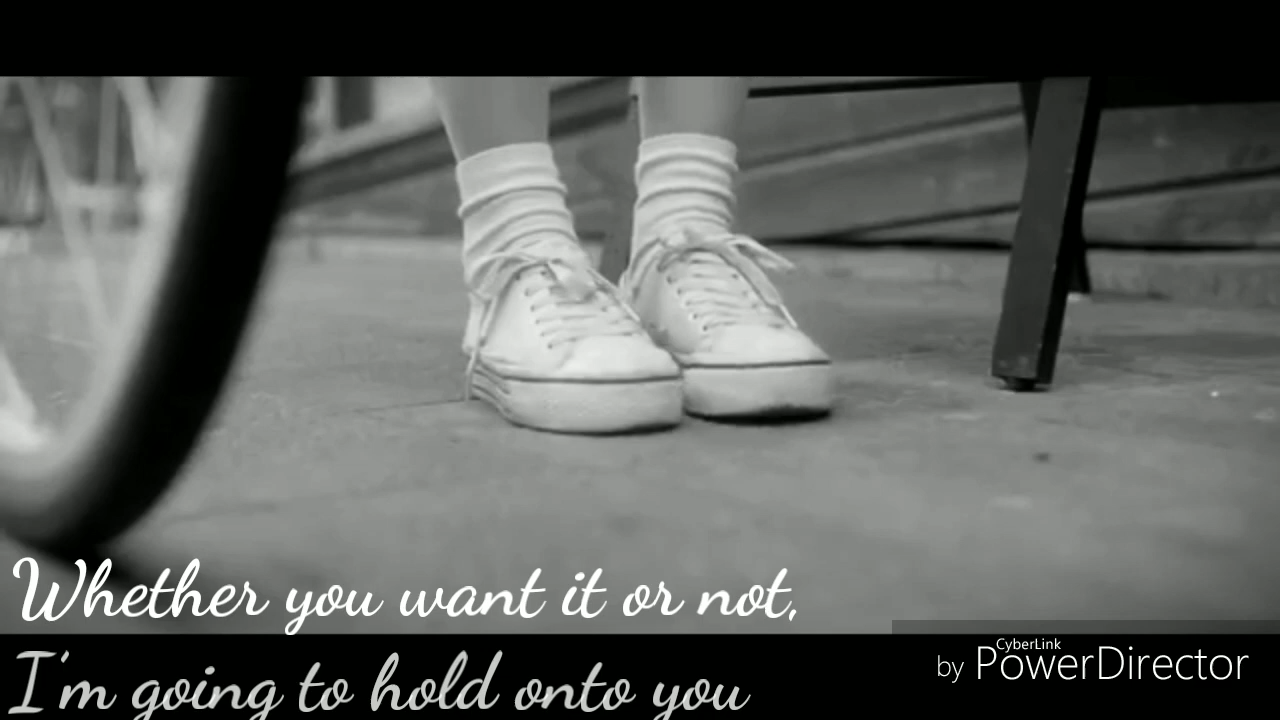 Whether you want it or not,
I'm going to hold onto you
CyberLink
by PowerDirector